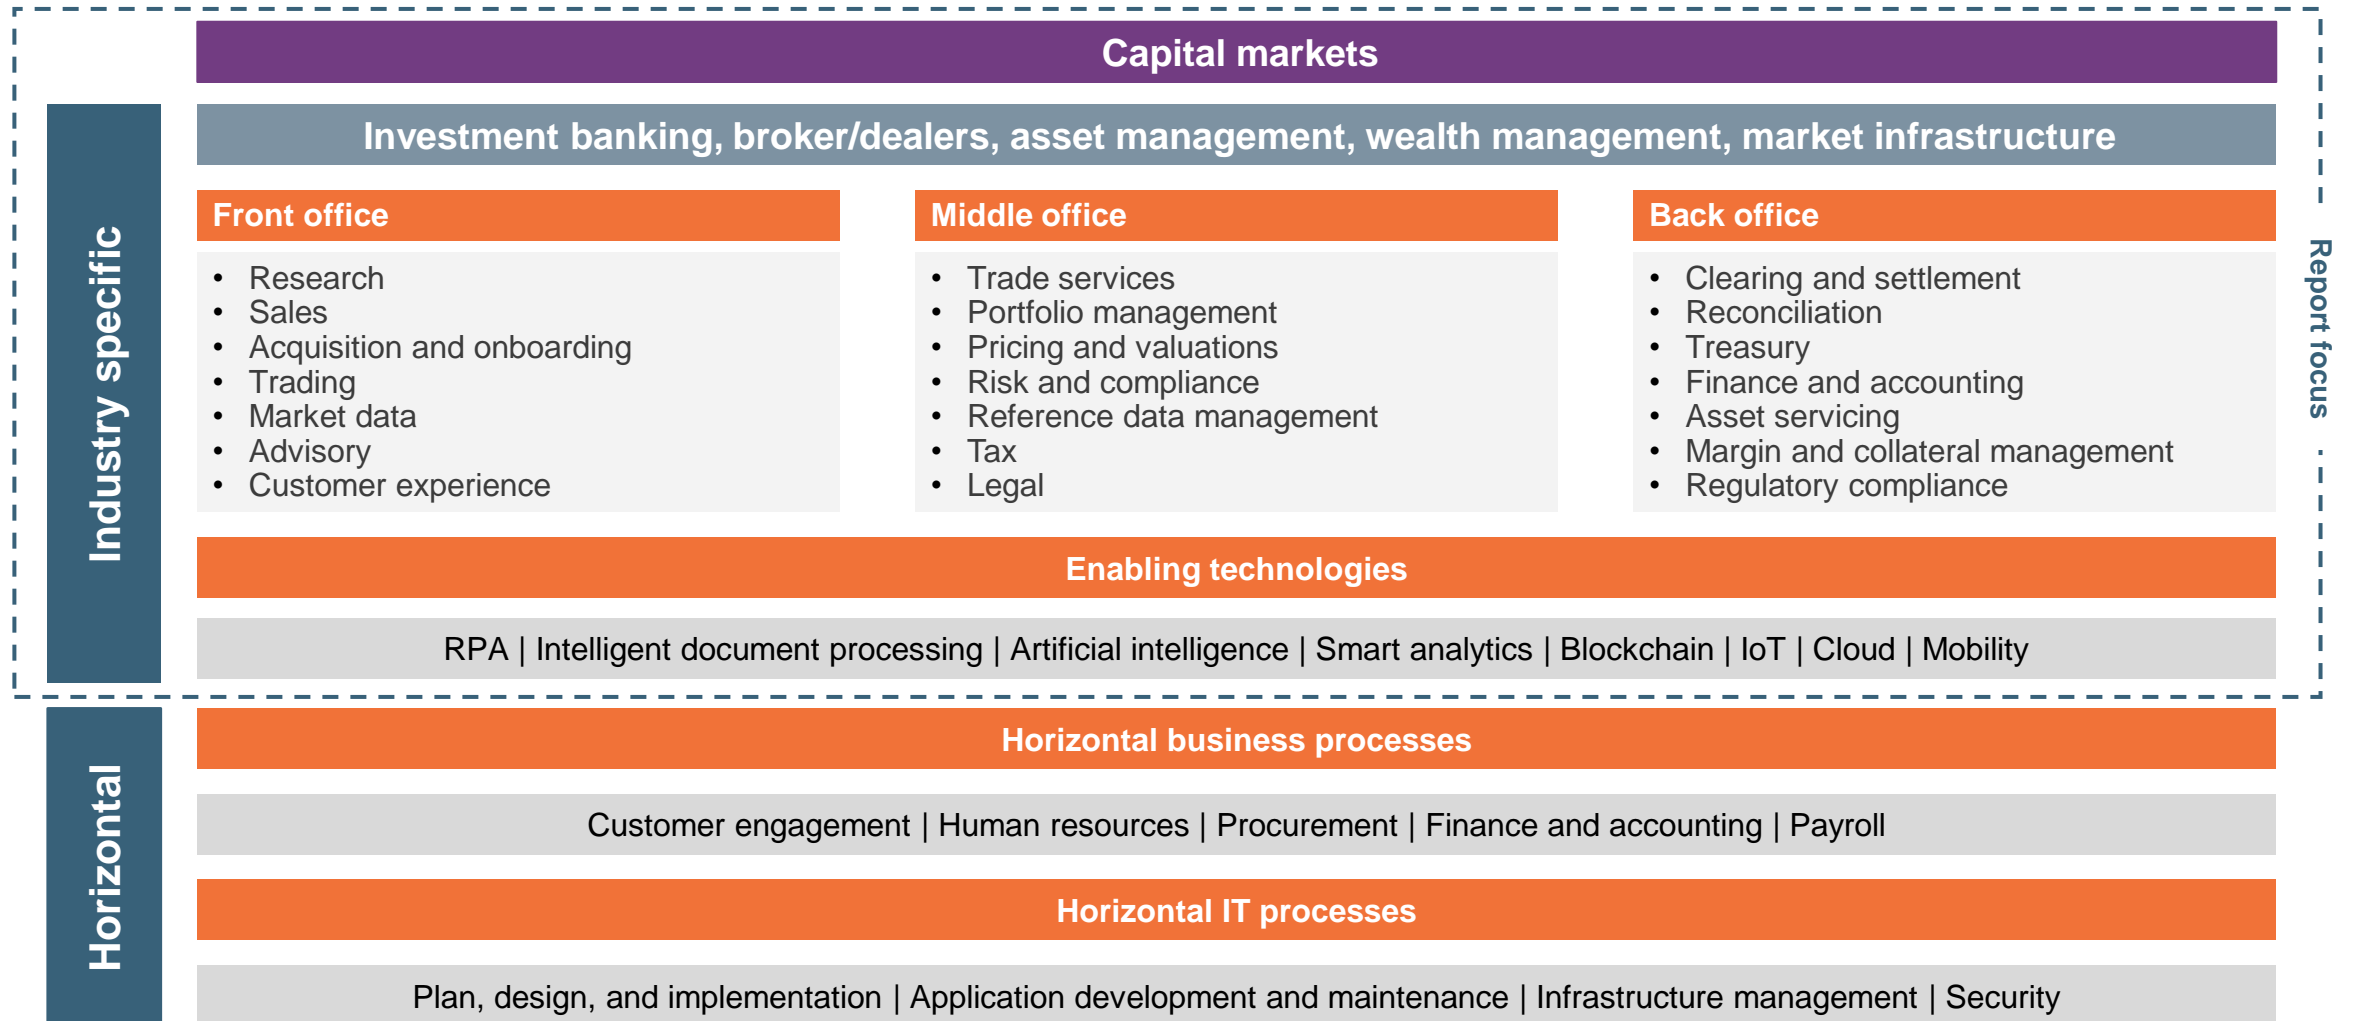 Capital markets
Industry specific
Investment banking, broker/dealers, asset management, wealth management, market infrastructure
Front office
• Research
• Sales
• Acquisition and onboarding
• Trading
• Market data
• Advisory
• Customer experience
Middle office
• Trade services
• Portfolio management
• Pricing and valuations
• Risk and compliance
• Reference data management
• Tax
• Legal
Back office
• Clearing and settlement
• Reconciliation
• Treasury
• Finance and accounting
• Asset servicing
• Margin and collateral management
• Regulatory compliance
Report focus
Enabling technologies
RPA | Intelligent document processing | Artificial intelligence | Smart analytics | Blockchain | IoT | Cloud | Mobility
Horizontal
Horizontal business processes
Customer engagement | Human resources | Procurement | Finance and accounting | Payroll
Horizontal IT processes
Plan, design, and implementation | Application development and maintenance | Infrastructure management | Security